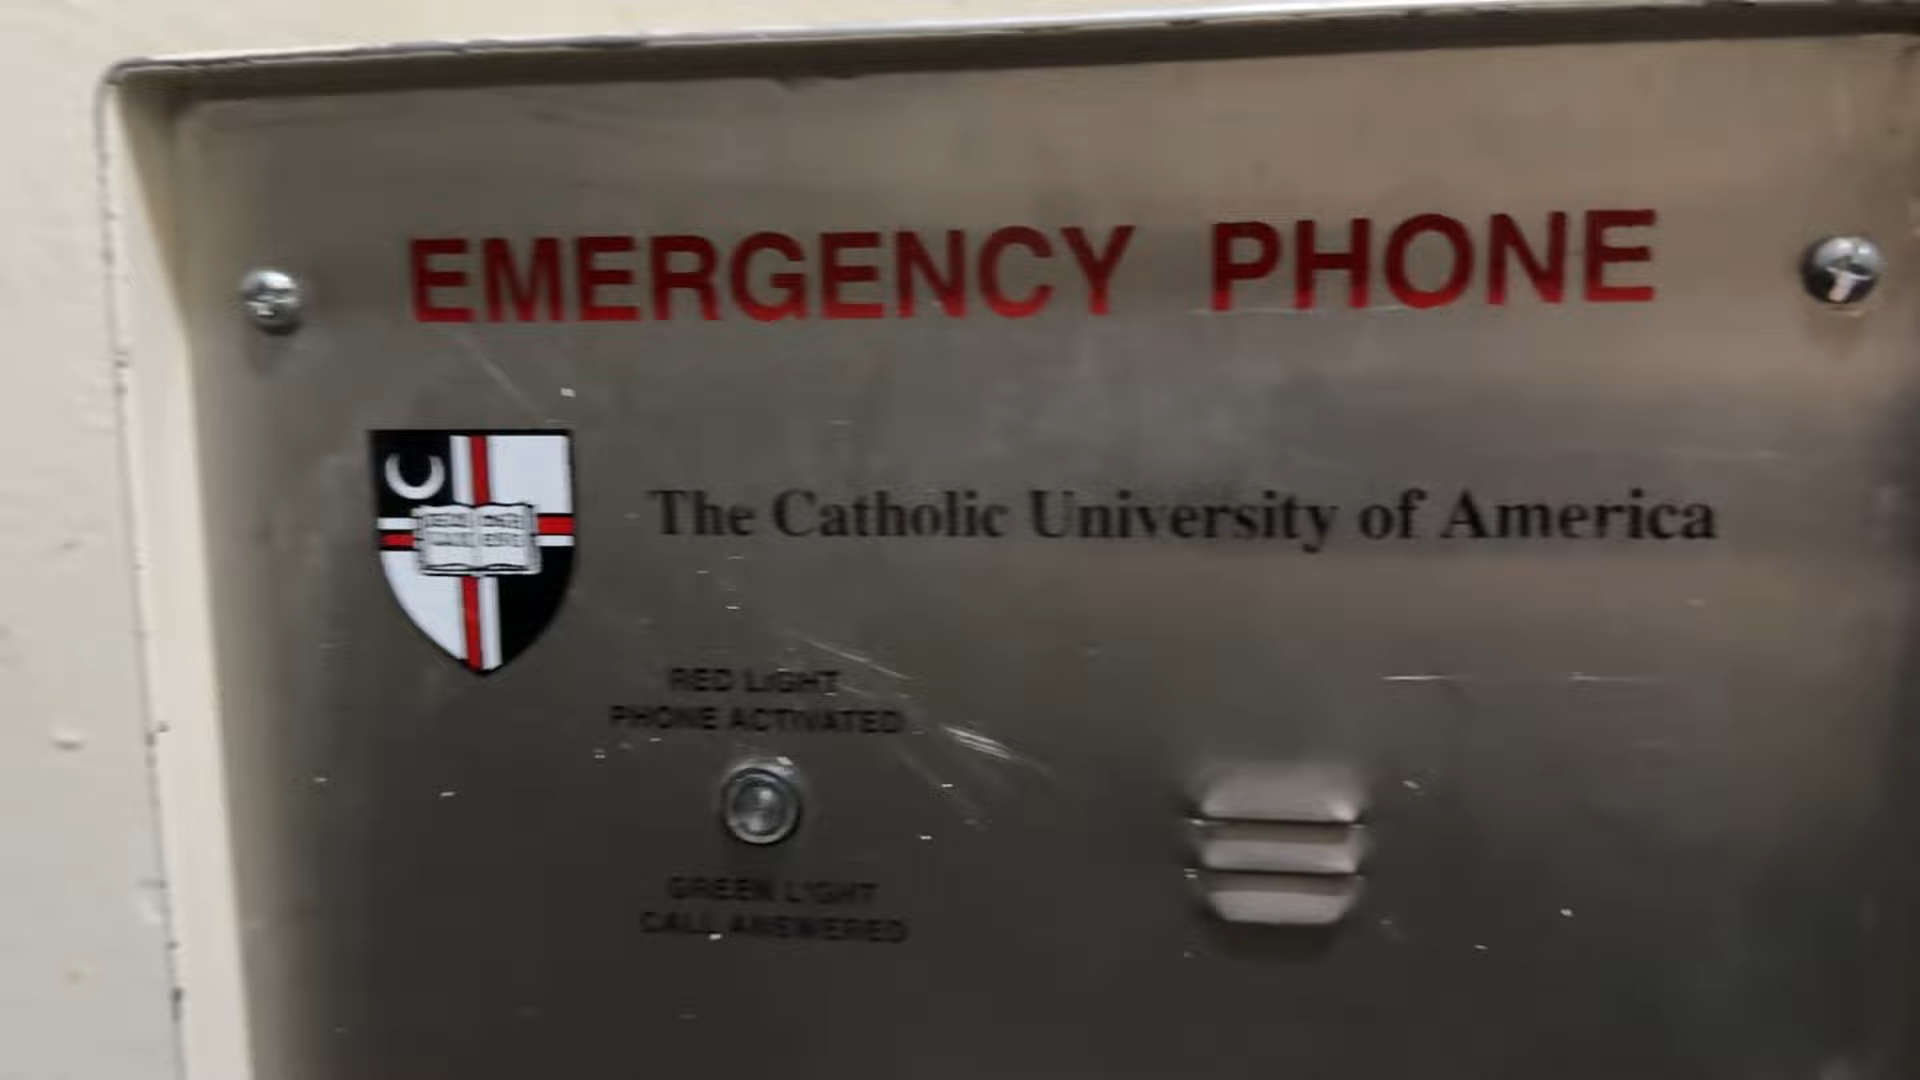 EMERGENCY PHONE
The Catholic University of America
RED LIGHT
PHONE ACTIVATED
GREEN LIGHT
CALL ANSWERED